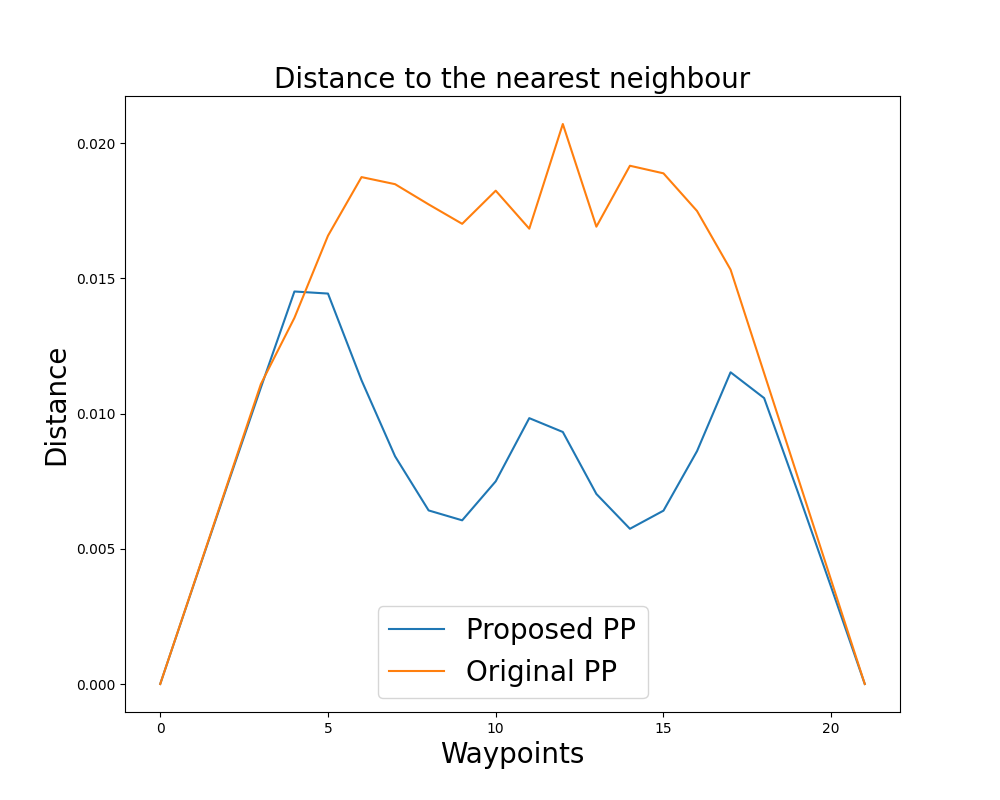 Distance to the nearest neighbour
0.020
0.015
0.010
0.005
0.000
Distance
Proposed PP
Original PP
0 5 10 15 20
Waypoints